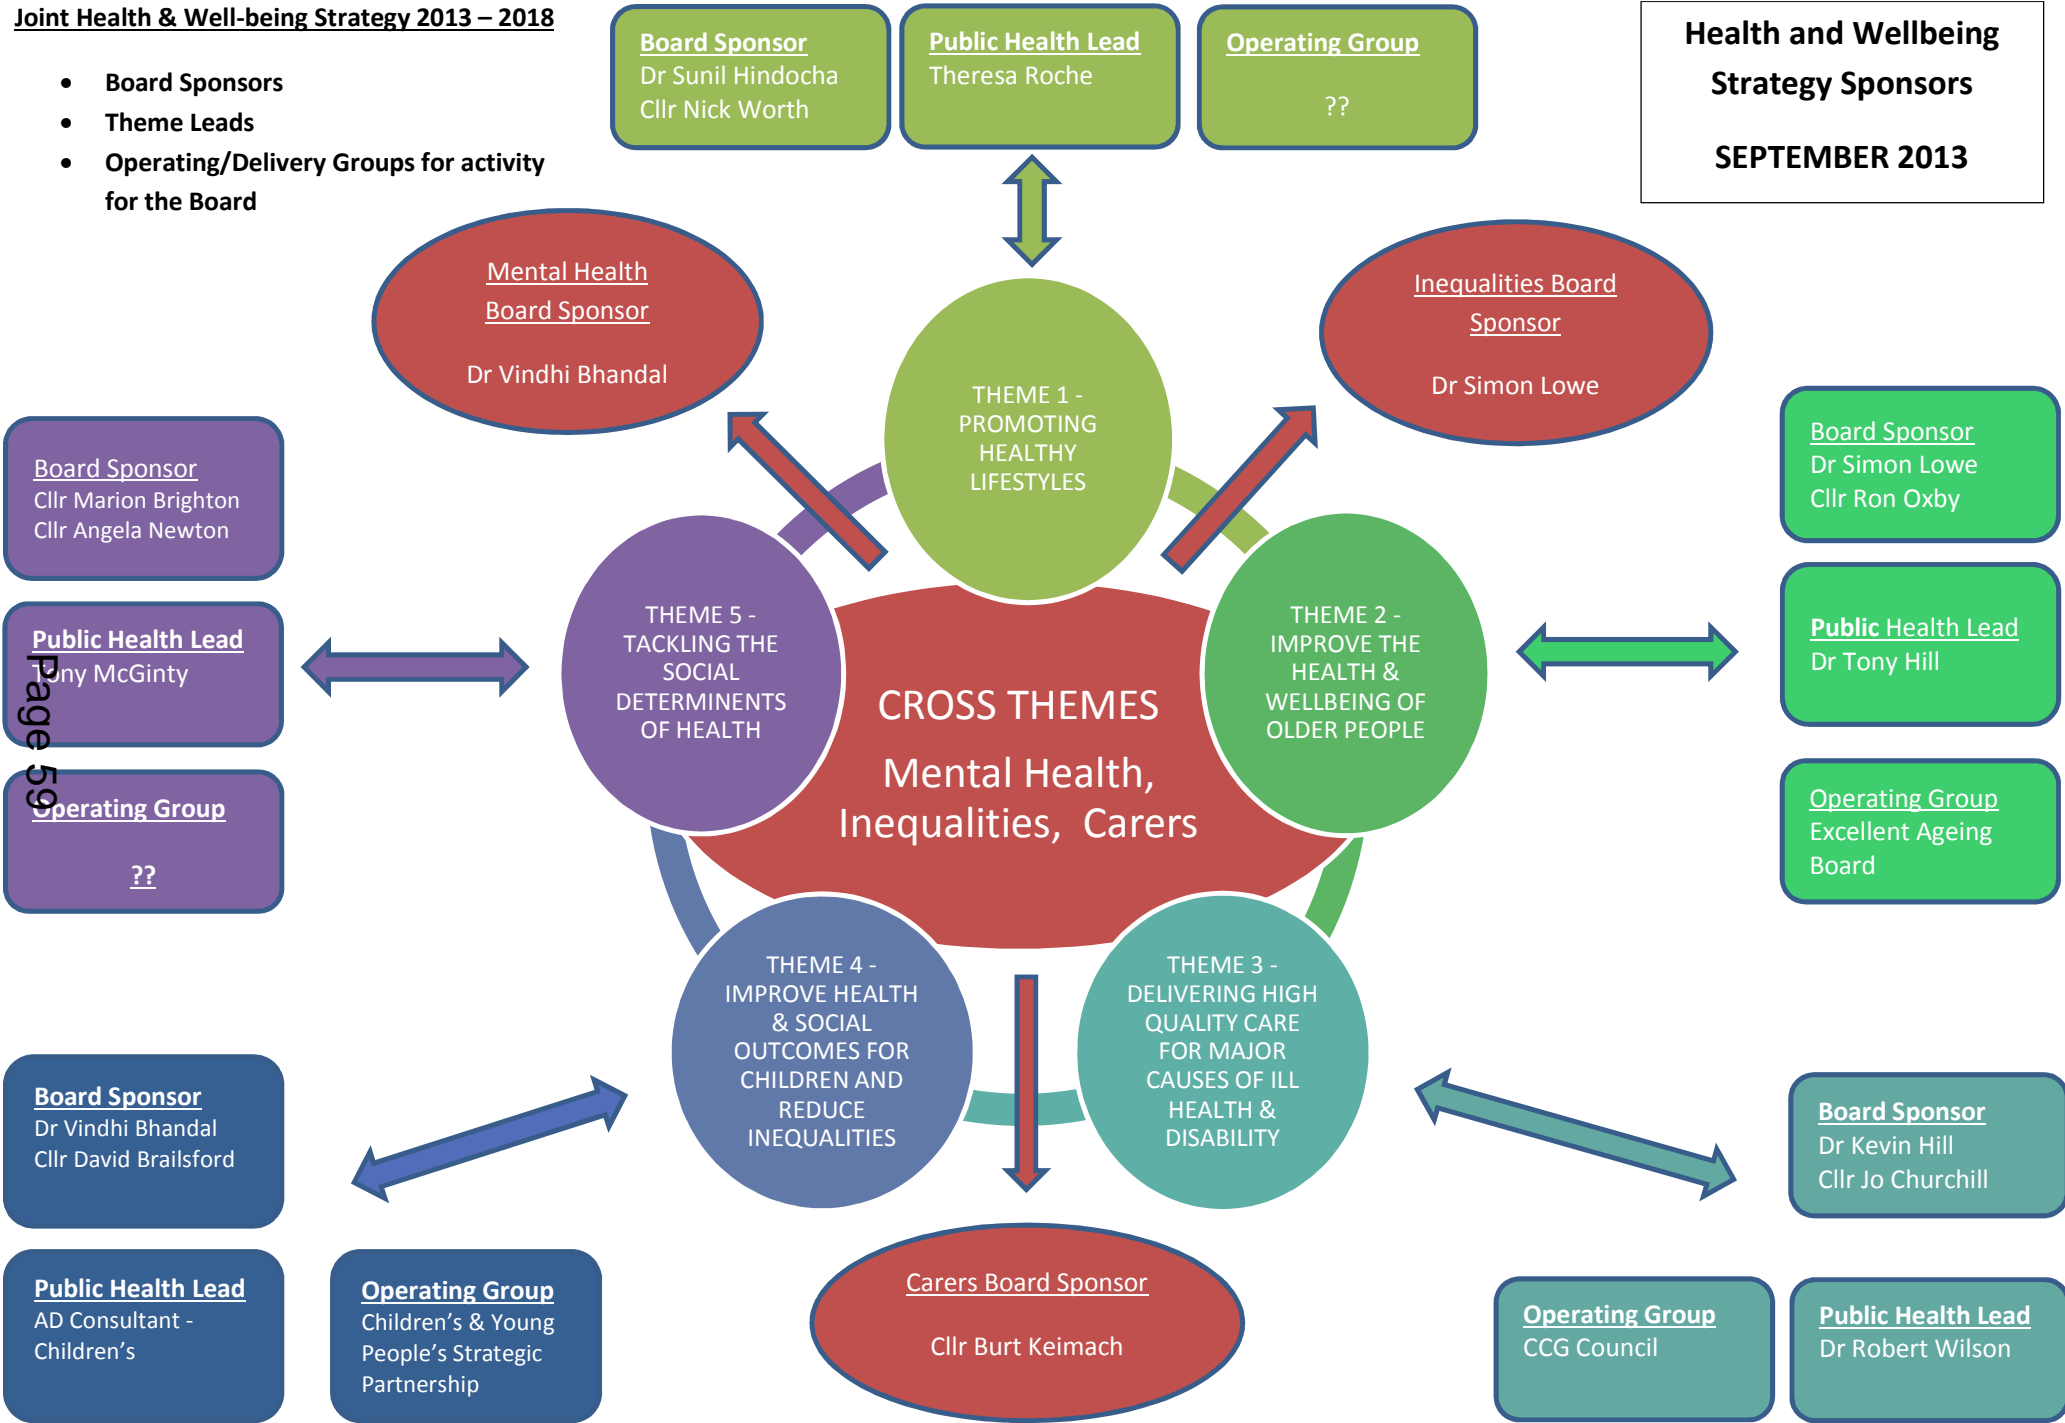 Joint Health & Well-being Strategy 2013 – 2018
• Board Sponsors
• Theme Leads
• Operating/Delivery Groups for activity
for the Board
Board Sponsor
Dr Sunil Hindocha
Cllr Nick Worth
Public Health Lead
Theresa Roche
Operating Group
??
Health and Wellbeing
Strategy Sponsors
SEPTEMBER 2013
Mental Health
Board Sponsor
Dr Vindhi Bhandal
Inequalities Board
Sponsor
Dr Simon Lowe
THEME 1 -
PROMOTING
HEALTHY
LIFESTYLES
Board Sponsor
Cllr Marion Brighton
Cllr Angela Newton
Public Health Lead
Tony McGinty
Operating Group
??
Page 59
THEME 5 -
TACKLING THE
SOCIAL
DETERMINENTS
OF HEALTH
CROSS THEMES
Mental Health,
Inequalities, Carers
THEME 2 -
IMPROVE THE
HEALTH &
WELLBEING OF
OLDER PEOPLE
Board Sponsor
Dr Simon Lowe
Cllr Ron Oxby
Public Health Lead
Dr Tony Hill
Operating Group
Excellent Ageing
Board
THEME 4 -
IMPROVE HEALTH
& SOCIAL
OUTCOMES FOR
CHILDREN AND
REDUCE
INEQUALITIES
THEME 3 -
DELIVERING HIGH
QUALITY CARE
FOR MAJOR
CAUSES OF ILL
HEALTH &
DISABILITY
Board Sponsor
Dr Vindhi Bhandal
Cllr David Brailsford
Public Health Lead
AD Consultant -
Children’s
Operating Group
Children’s & Young
People’s Strategic
Partnership
Carers Board Sponsor
Cllr Burt Keimach
Board Sponsor
Dr Kevin Hill
Cllr Jo Churchill
Operating Group
CCG Council
Public Health Lead
Dr Robert Wilson